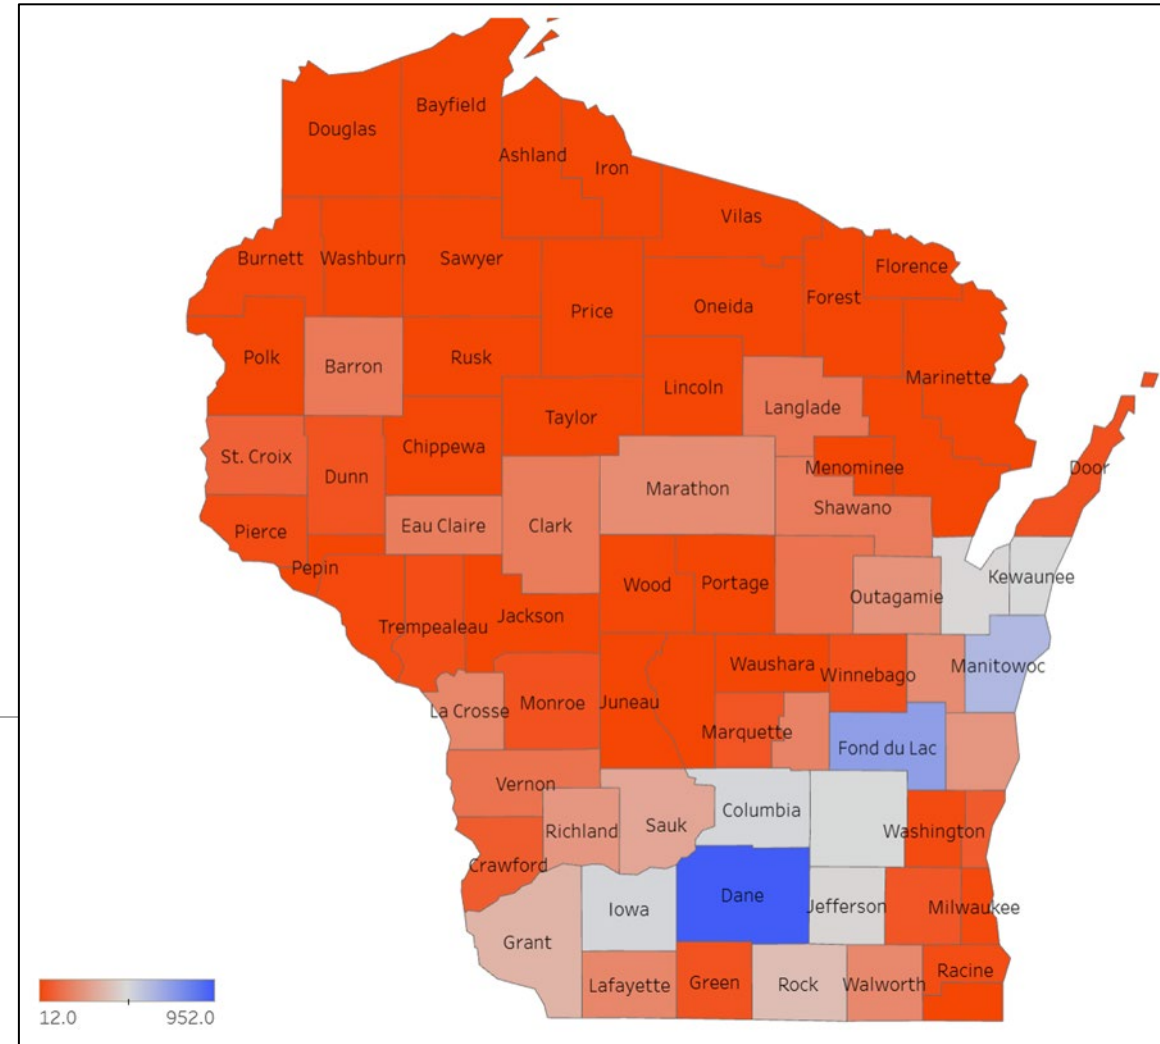 Bayfield
Douglas
Ashland
Iron
Vilas
Burnett
Washburn
Sawyer
Florence
Forest
Oneida
Price
Polk
Barron
Rusk
Marinette
Lincoln
Langlade
Taylor
Chippewa
St. Croix
Dunn
Menominee
Door
Marathon
Shawano
Eau Claire
Clark
Pierce
Pepin
Wood
Portage
Kewaunee
Outagamie
Jackson
Trempealeau
Waushara
Winnebago
Manitowoc
La Crosse
Monroe
Juneau
Marquette
Fond du Lac
Vernon
Columbia
Richland
Sauk
Washington
Crawford
Dane
Iowa
Jefferson
Milwaukee
Grant
Lafayette
Green
Rock
Walworth
Racine
12.0 952.0